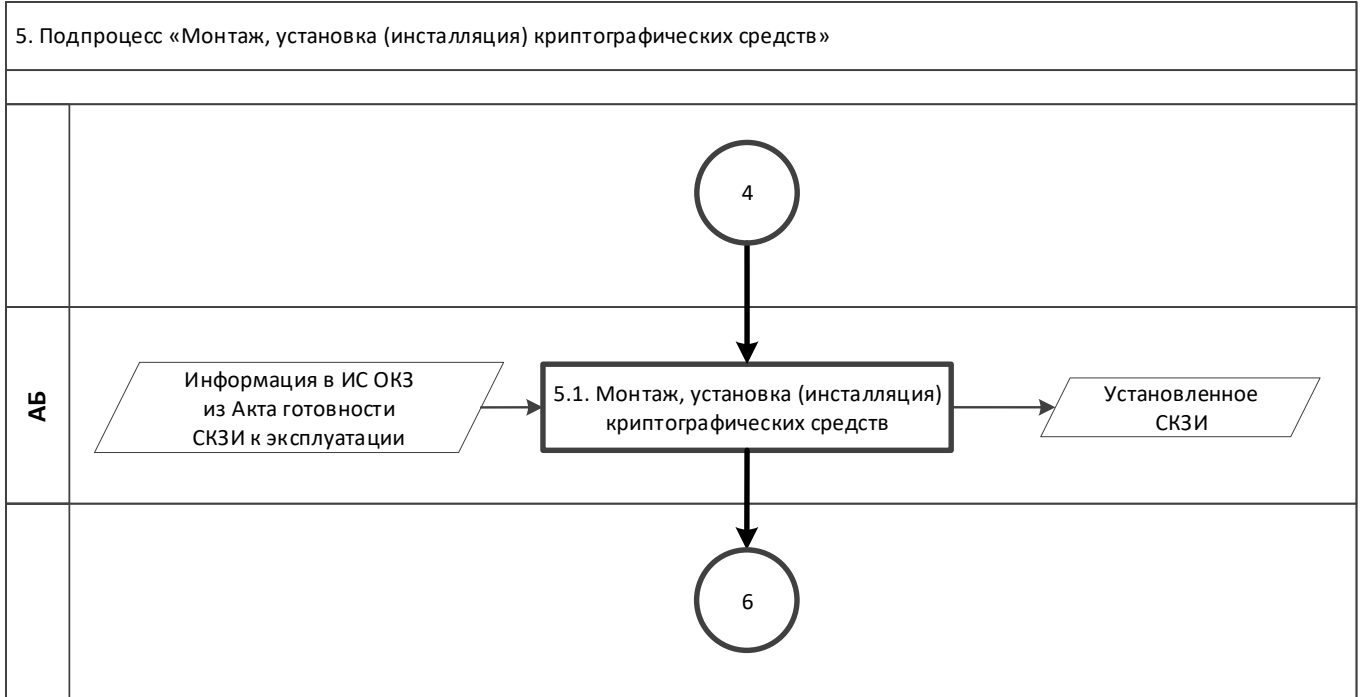 5. Подпроцесс «Монтаж, установка (инсталляция) криптографических средств»
4
АБ
Информация в ИС ОКЗ
из Акта готовности
СКЗИ к эксплуатации
5.1. Монтаж, установка (инсталляция)
криптографических средств
Установленное
СКЗИ
6